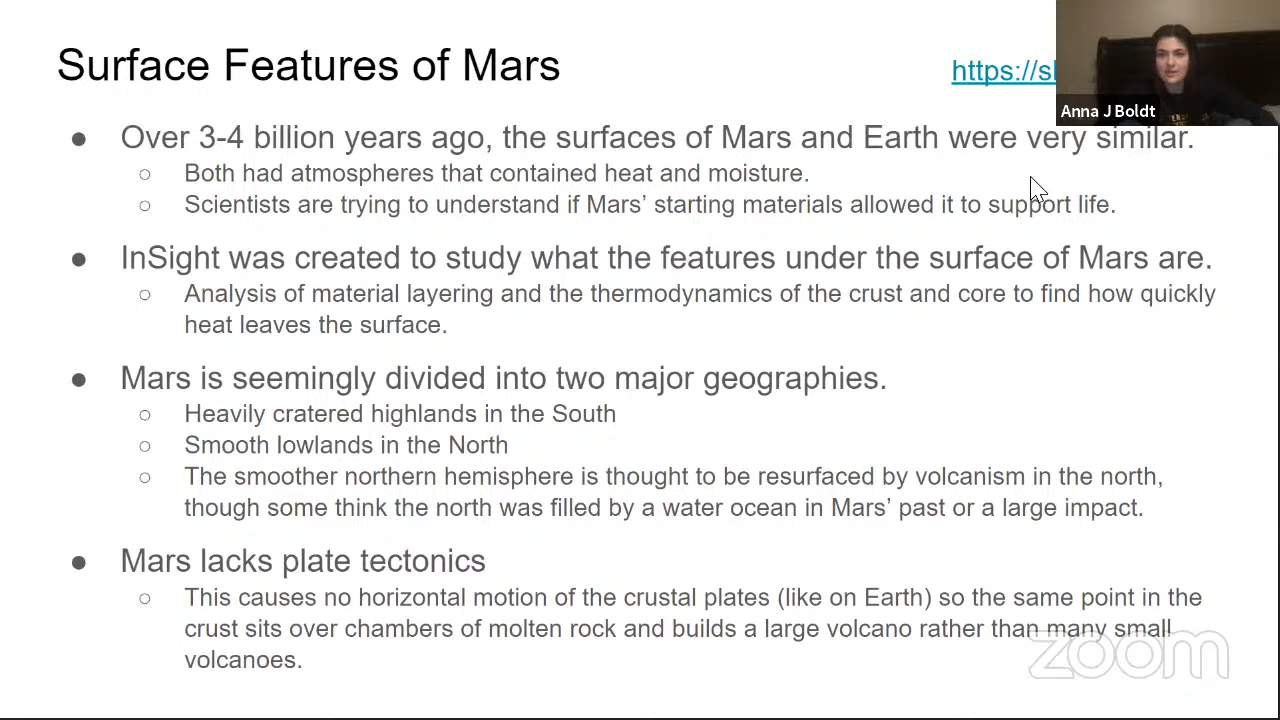 Surface Features of Mars
https://sl
Anna J Boldt
● Over 3-4 billion years ago, the surfaces of Mars and Earth were very similar.
○ Both had atmospheres that contained heat and moisture.
○ Scientists are trying to understand if Mars’ starting materials allowed it to support life.
● InSight was created to study what the features under the surface of Mars are.
○ Analysis of material layering and the thermodynamics of the crust and core to find how quickly
heat leaves the surface.
● Mars is seemingly divided into two major geographies.
○ Heavily cratered highlands in the South
○ Smooth lowlands in the North
○ The smoother northern hemisphere is thought to be resurfaced by volcanism in the north,
though some think the north was filled by a water ocean in Mars’ past or a large impact.
● Mars lacks plate tectonics
○ This causes no horizontal motion of the crustal plates (like on Earth) so the same point in the
crust sits over chambers of molten rock and builds a large volcano rather than many small
volcanoes.
zoom